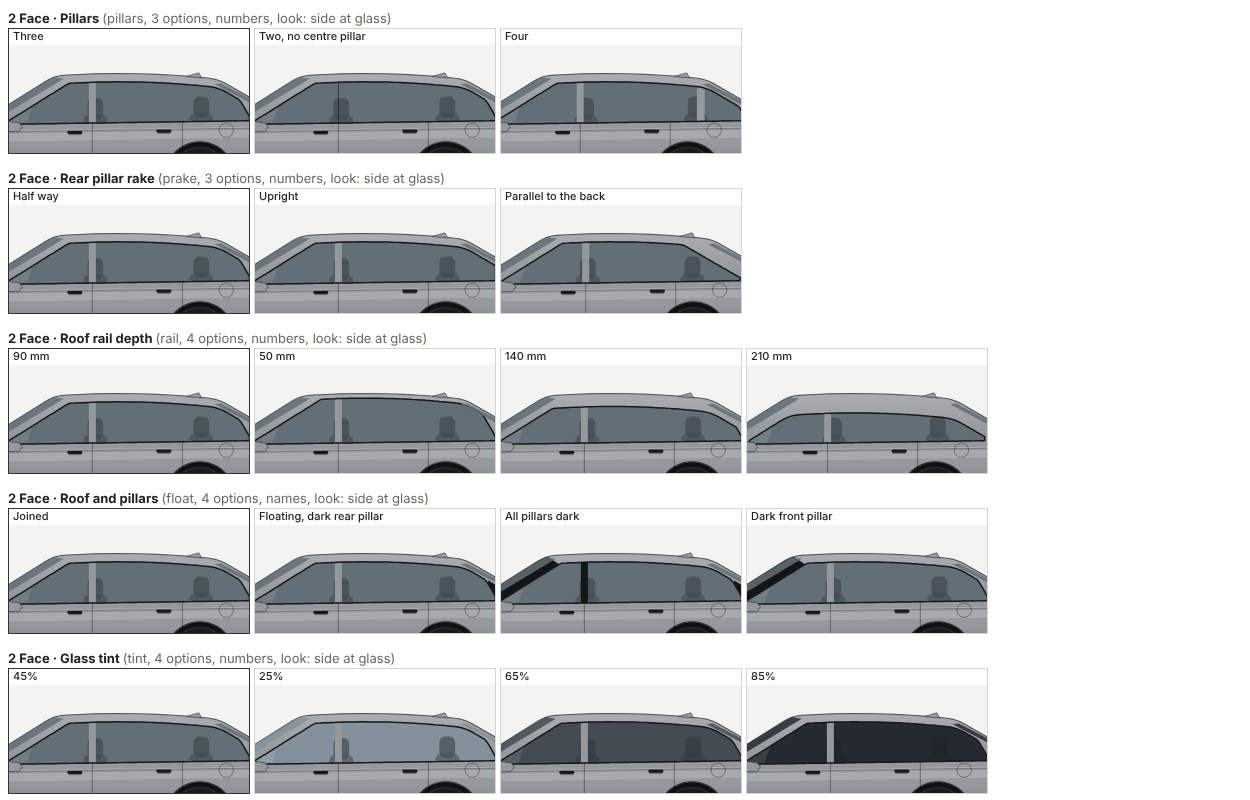 2 Face · Pillars (pillars, 3 options, numbers, look: side at glass)
Three
Two, no centre pillar
Four
2 Face · Rear pillar rake (prake, 3 options, numbers, look: side at glass)
Half way
Upright
Parallel to the back
2 Face · Roof rail depth (rail, 4 options, numbers, look: side at glass)
90 mm
50 mm
140 mm
210 mm
2 Face · Roof and pillars (float, 4 options, names, look: side at glass)
Joined
Floating, dark rear pillar
All pillars dark
Dark front pillar
2 Face · Glass tint (tint, 4 options, numbers, look: side at glass)
45%
25%
65%
85%